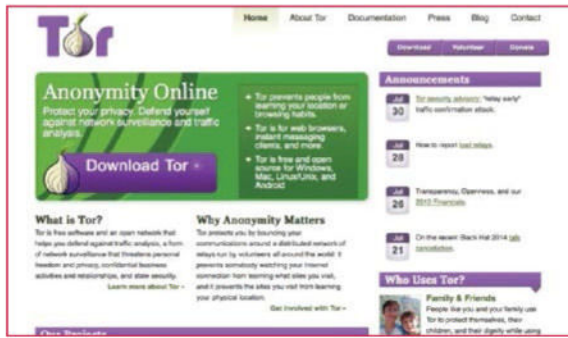 Tor
Home About Tor Documentation Press Blog Contact
Download Volunteer Donate
Anonymity Online
Protect your privacy. Defend yourself
against network surveillance and traffic
analysis.
Download Tor
Tor prevents people from
learning your location or
browsing habits.
Tor is for web browsers,
instant messaging
clients, and more.
Tor is free and open
source for Windows,
Mac, Linux/Unix, and
Android
What is Tor?
Tor is free software and an open network that
helps you defend against traffic analysis, a form
of network surveillance that threatens personal
freedom and privacy, confidential business
activities and relationships, and state security.
Learn more about Tor »
Why Anonymity Matters
Tor protects you by bouncing your
communications around a distributed network of
relays run by volunteers all around the world: it
prevents somebody watching your Internet
connection from learning what sites you visit,
and it prevents the sites you visit from learning
your physical location.
Get involved with Tor »
Our Projects
Announcements
Jul
30
Tor security advisory: "relay early"
traffic confirmation attack.
Jul
28
How to report bad relays.
Jul
26
Transparency, Openness, and our
2013 Financials.
Jul
21
On the recent Black Hat 2014 talk
cancellation.
Who Uses Tor?
Family & Friends
People like you and your family use
Tor to protect themselves, their
children, and their dignity while using